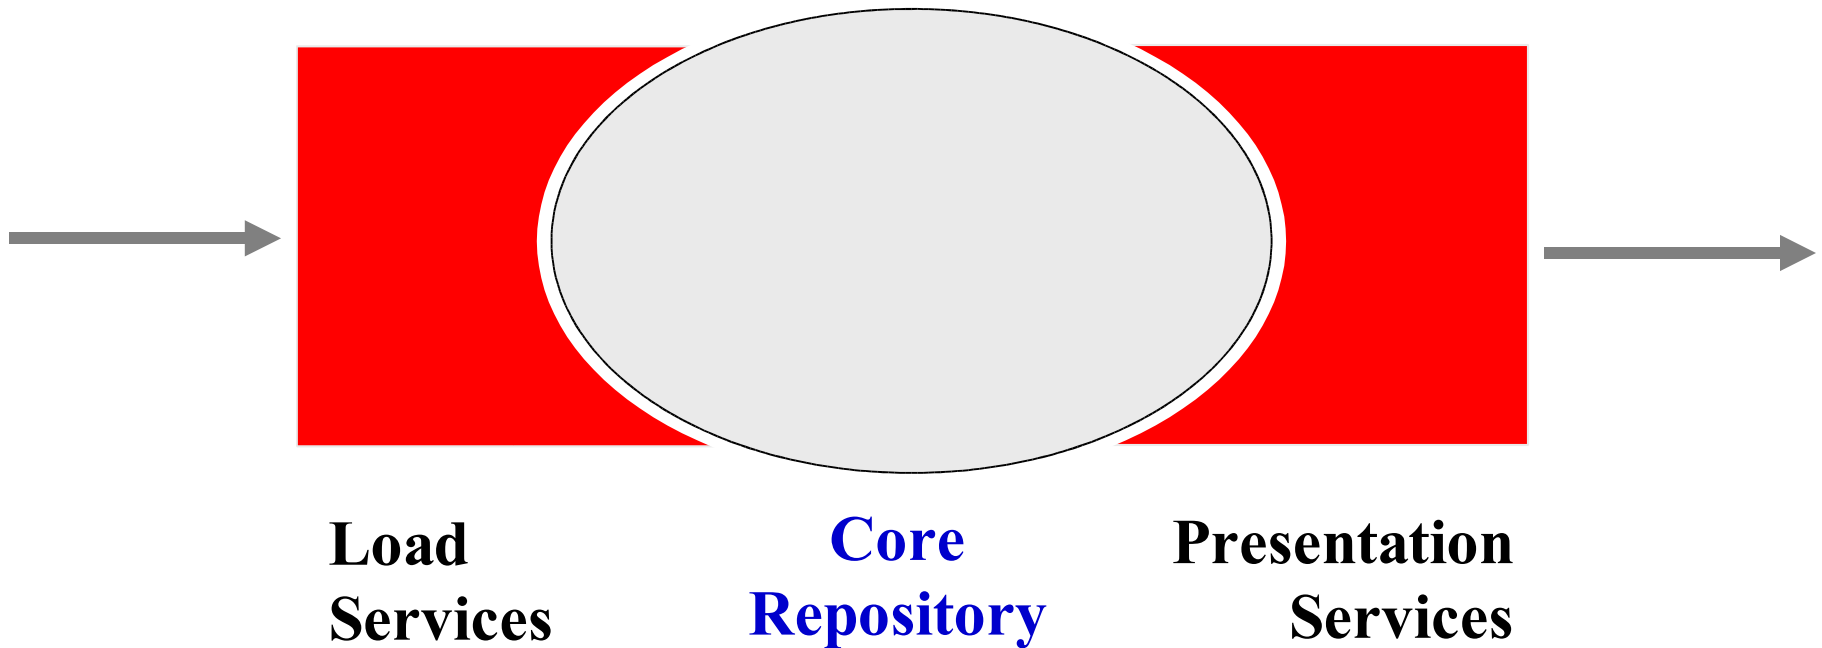 Load
Services
Core
Repository
Presentation
Services